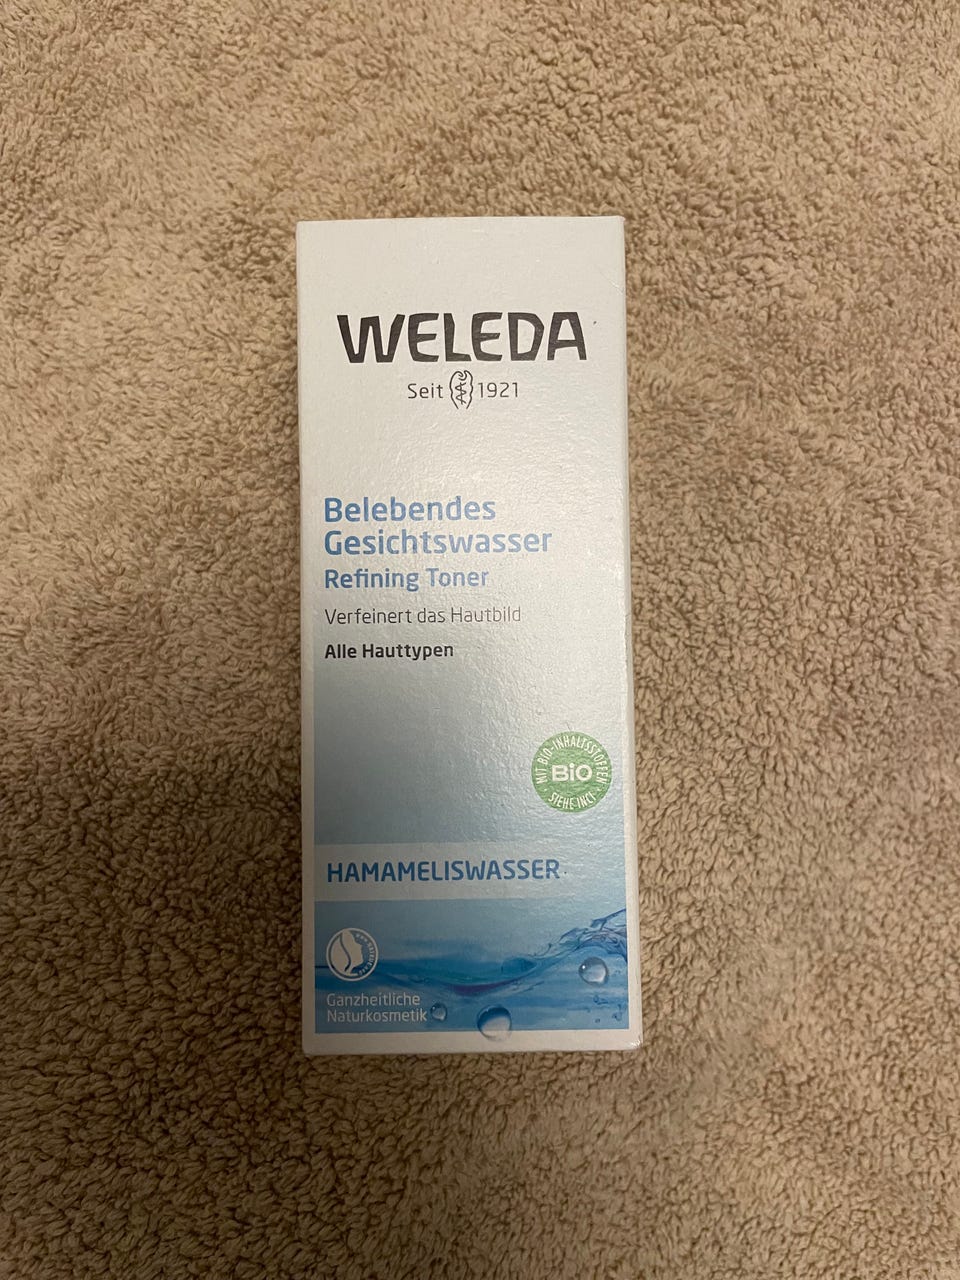 WELEDA
Seit 1921
Belebendes
Gesichtswasser
Refining Toner
Verfeinert das Hautbild
Alle Hauttypen
MIT BIO-INHALTSSTOFFEN
BiO
SIEHE INCI
HAMAMELISWASSER
Ganzheitliche
Naturkosmetik